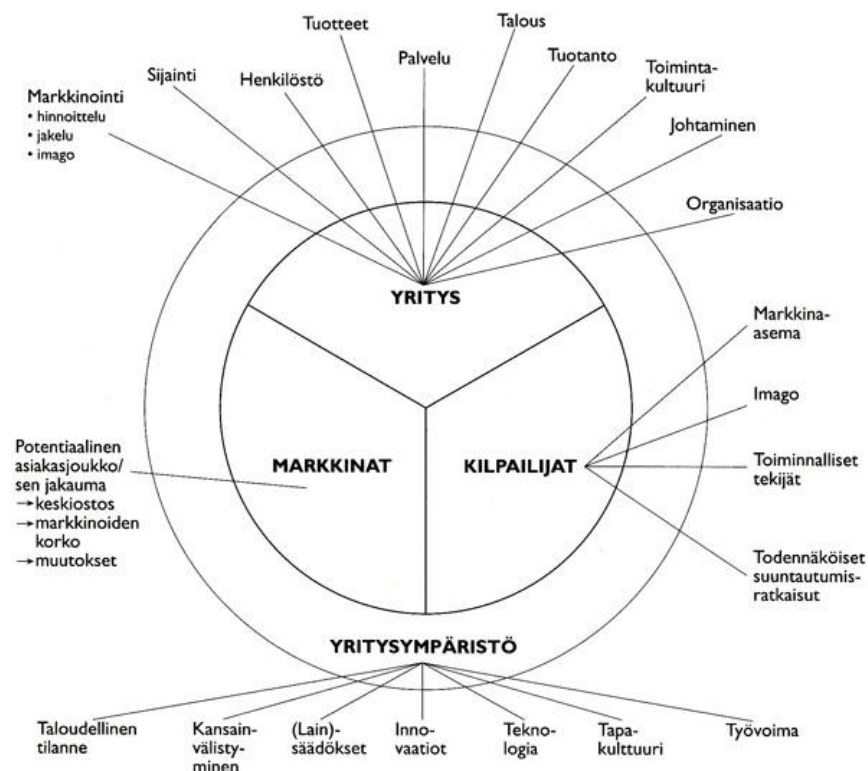 Tuotteet
Talous
Palvelu
Tuotanto
Sijainti
Henkilöstö
Toiminta-
kultuuri
Markkinointi
• hinnoittelu
• jakelu
• imago
Johtaminen
Organisaatio
YRITYS
Markkina-
asema
Imago
Potentiaalinen
asiakasjoukko/
sen jakauma
→keskiostos
→markkinoiden
korko
→muutokset
MARKKINAT
KILPAILIJAT
Toiminnalliset
tekijät
Todennäköiset
suuntautumis-
ratkaisut
YRITYSYMPÄRISTÖ
Taloudellinen
tilanne
Kansain-
välisty-
minen
(Lain)-
säädökset
Inno-
vaatiot
Tekno-
logia
Tapa-
kulttuuri
Työvoima